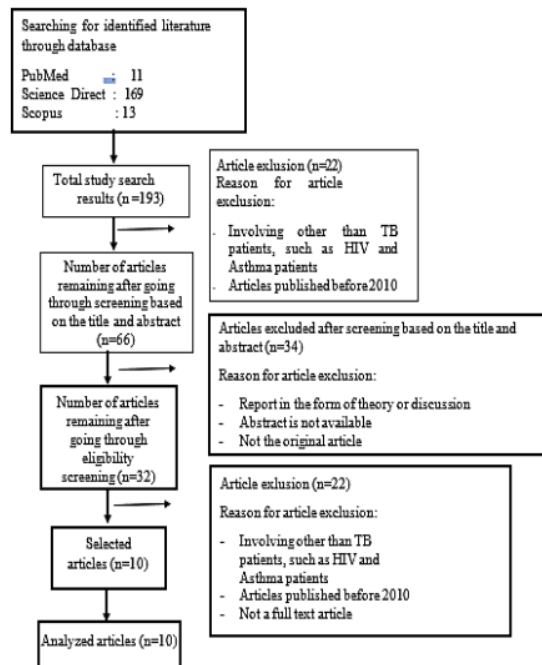 Searching for identified literature
through database
PubMed : 11
Science Direct : 169
Scopus : 13
Total study search
results (n=193)
Article exlusion (n=22)
Reason for article
exclusion:
- Involving other than TB
patients, such as HIV and
Asthma patients
- Articles published before 2010
Number of articles
remaining after going
through screening based
on the title and abstract
(n=66)
Articles excluded after screening based on the title and
abstract (n=34)
Reason for article exclusion:
- Report in the form of theory or discussion
- Abstract is not available
- Not the original article
Number of articles
remaining after
going through
eligibility
screening (n=32)
Article exlusion (n=22)
Reason for article exclusion:
- Involving other than TB
patients, such as HIV and
Asthma patients
- Articles published before 2010
- Not a full text article
Selected
articles (n=10)
Analyzed articles (n=10)